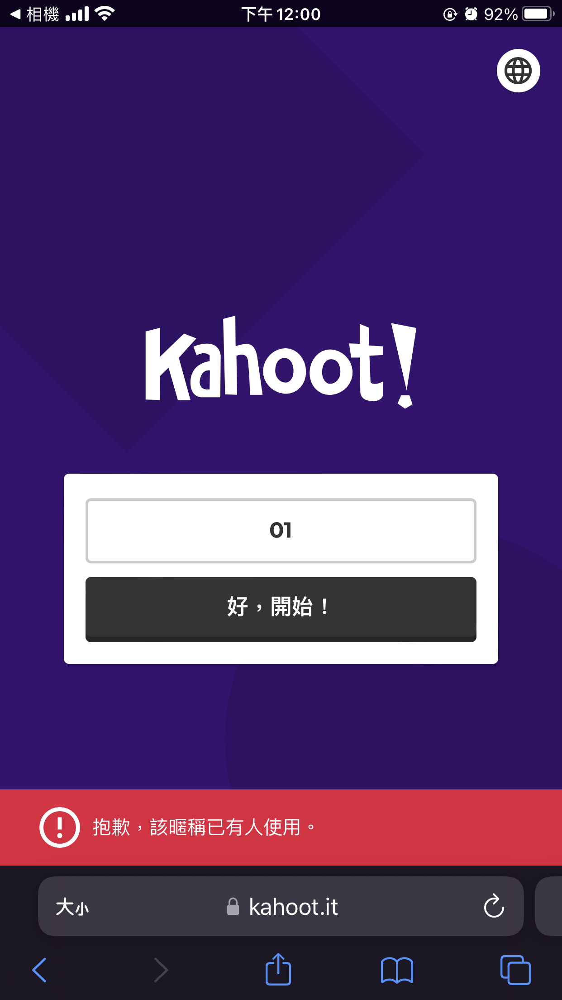 相機 下午12:00 92%
Kahoot!
01
好，開始！
抱歉，該暱稱已有人使用。
大小 kahoot.it